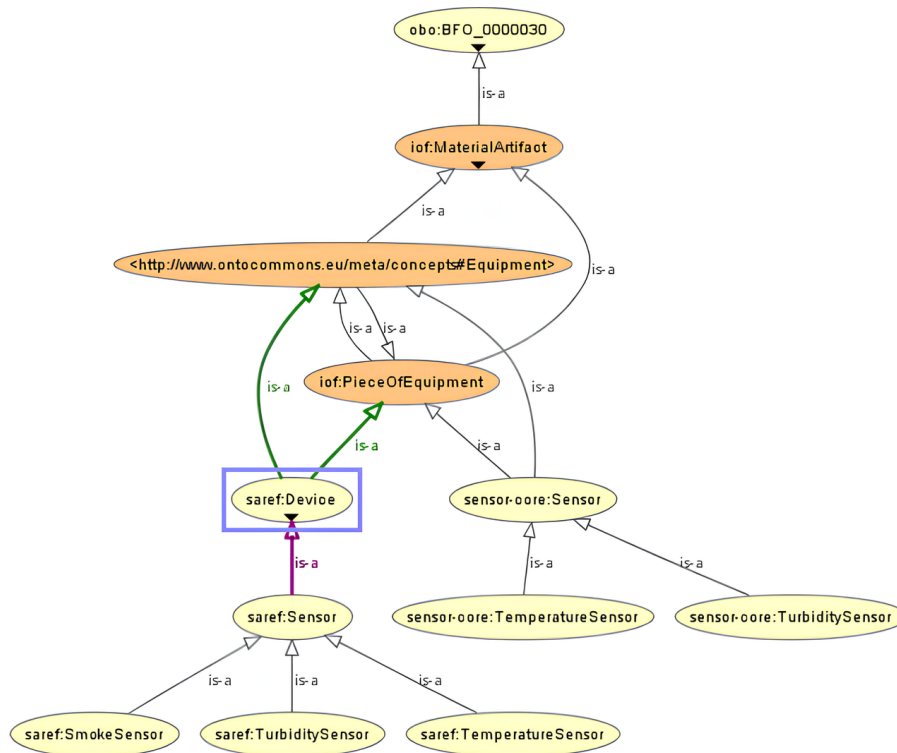 obo:BFO_0000030
is-a
iof:MaterialArtifact
is-a
<http://www.ontocommons.eu/meta/concepts#Equipment>
is-a
is-a
is-a
is-a
is-a
iof:PieceOfEquipment
is-a
is-a
saref:Device
sensor-core:Sensor
is-a
is-a
is-a
saref:Sensor
sensor-core:TemperatureSensor
sensor-core:TurbiditySensor
is-a
is-a
is-a
saref:SmokeSensor
saref:TurbiditySensor
saref:TemperatureSensor